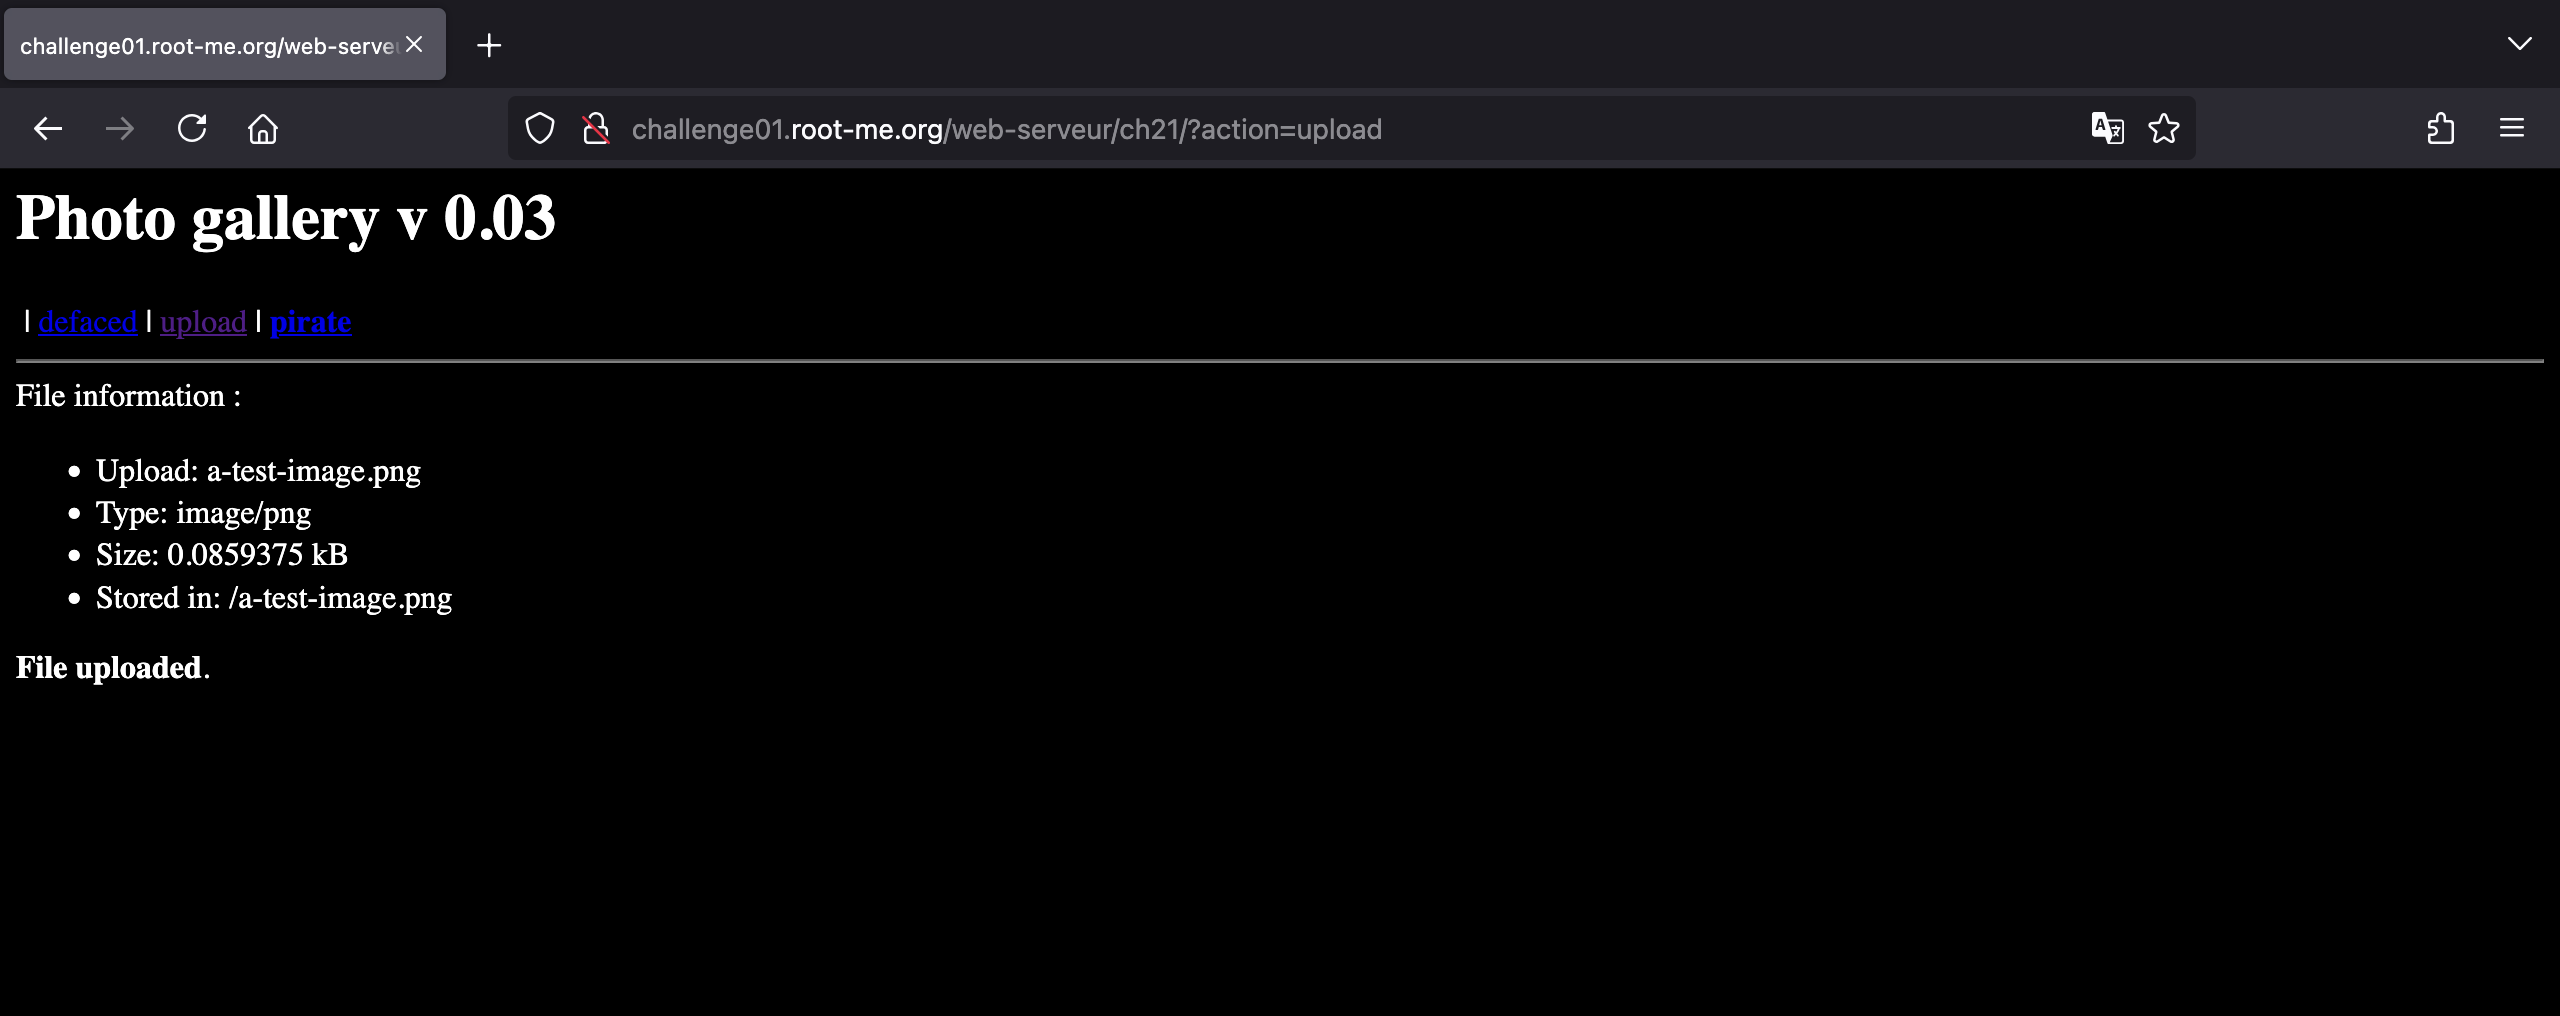 challenge01.root-me.org/web-serveu
challenge01.root-me.org/web-serveur/ch21/?action=upload
Photo gallery v 0.03
| defaced | upload | pirate
File information :
• Upload: a-test-image.png
• Type: image/png
• Size: 0.0859375 kB
• Stored in: /a-test-image.png
File uploaded.